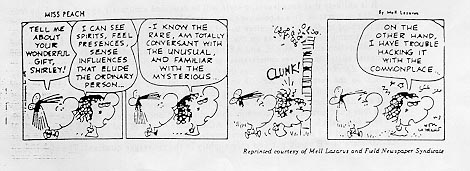 MISS PEACH
By Mell Lazarus
TELL ME
ABOUT
YOUR
WONDERFUL
GIFT,
SHIRLEY!
I CAN SEE
SPIRITS, FEEL
PRESENCES,
SENSE
INFLUENCES
THAT ELUDE
THE ORDINARY
PERSON...
-I KNOW THE
RARE, AM TOTALLY
CONVERSANT WITH
THE UNUSUAL,
AND FAMILIAR
WITH THE
MYSTERIOUS...
CLUNK!
ON THE
OTHER HAND,
I HAVE TROUBLE
HACKING IT
WITH THE
COMMONPLACE...
Reprinted courtesy of Mell Lazarus and Field Newspaper Syndicate